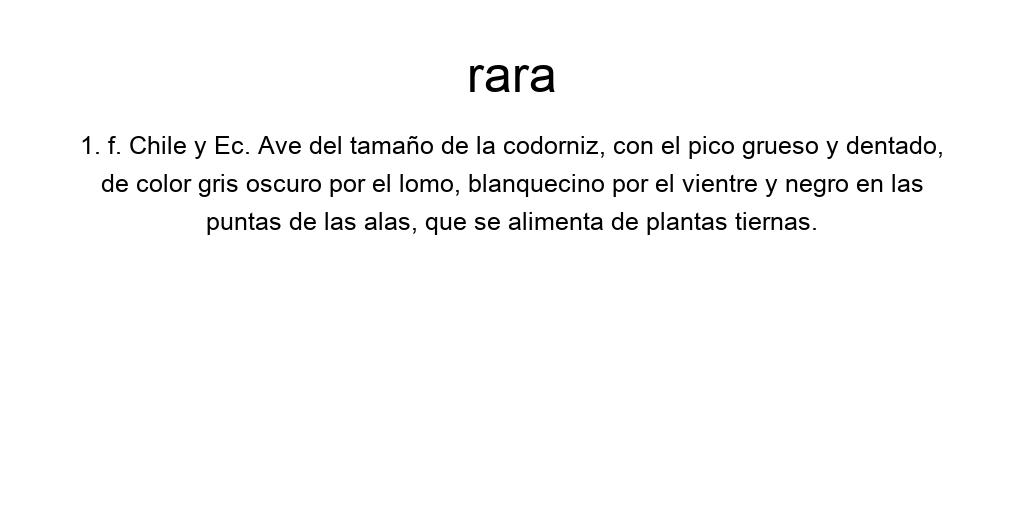 rara
1. f. Chile y Ec. Ave del tamaño de la codorniz, con el pico grueso y dentado,
de color gris oscuro por el lomo, blanquecino por el vientre y negro en las
puntas de las alas, que se alimenta de plantas tiernas.